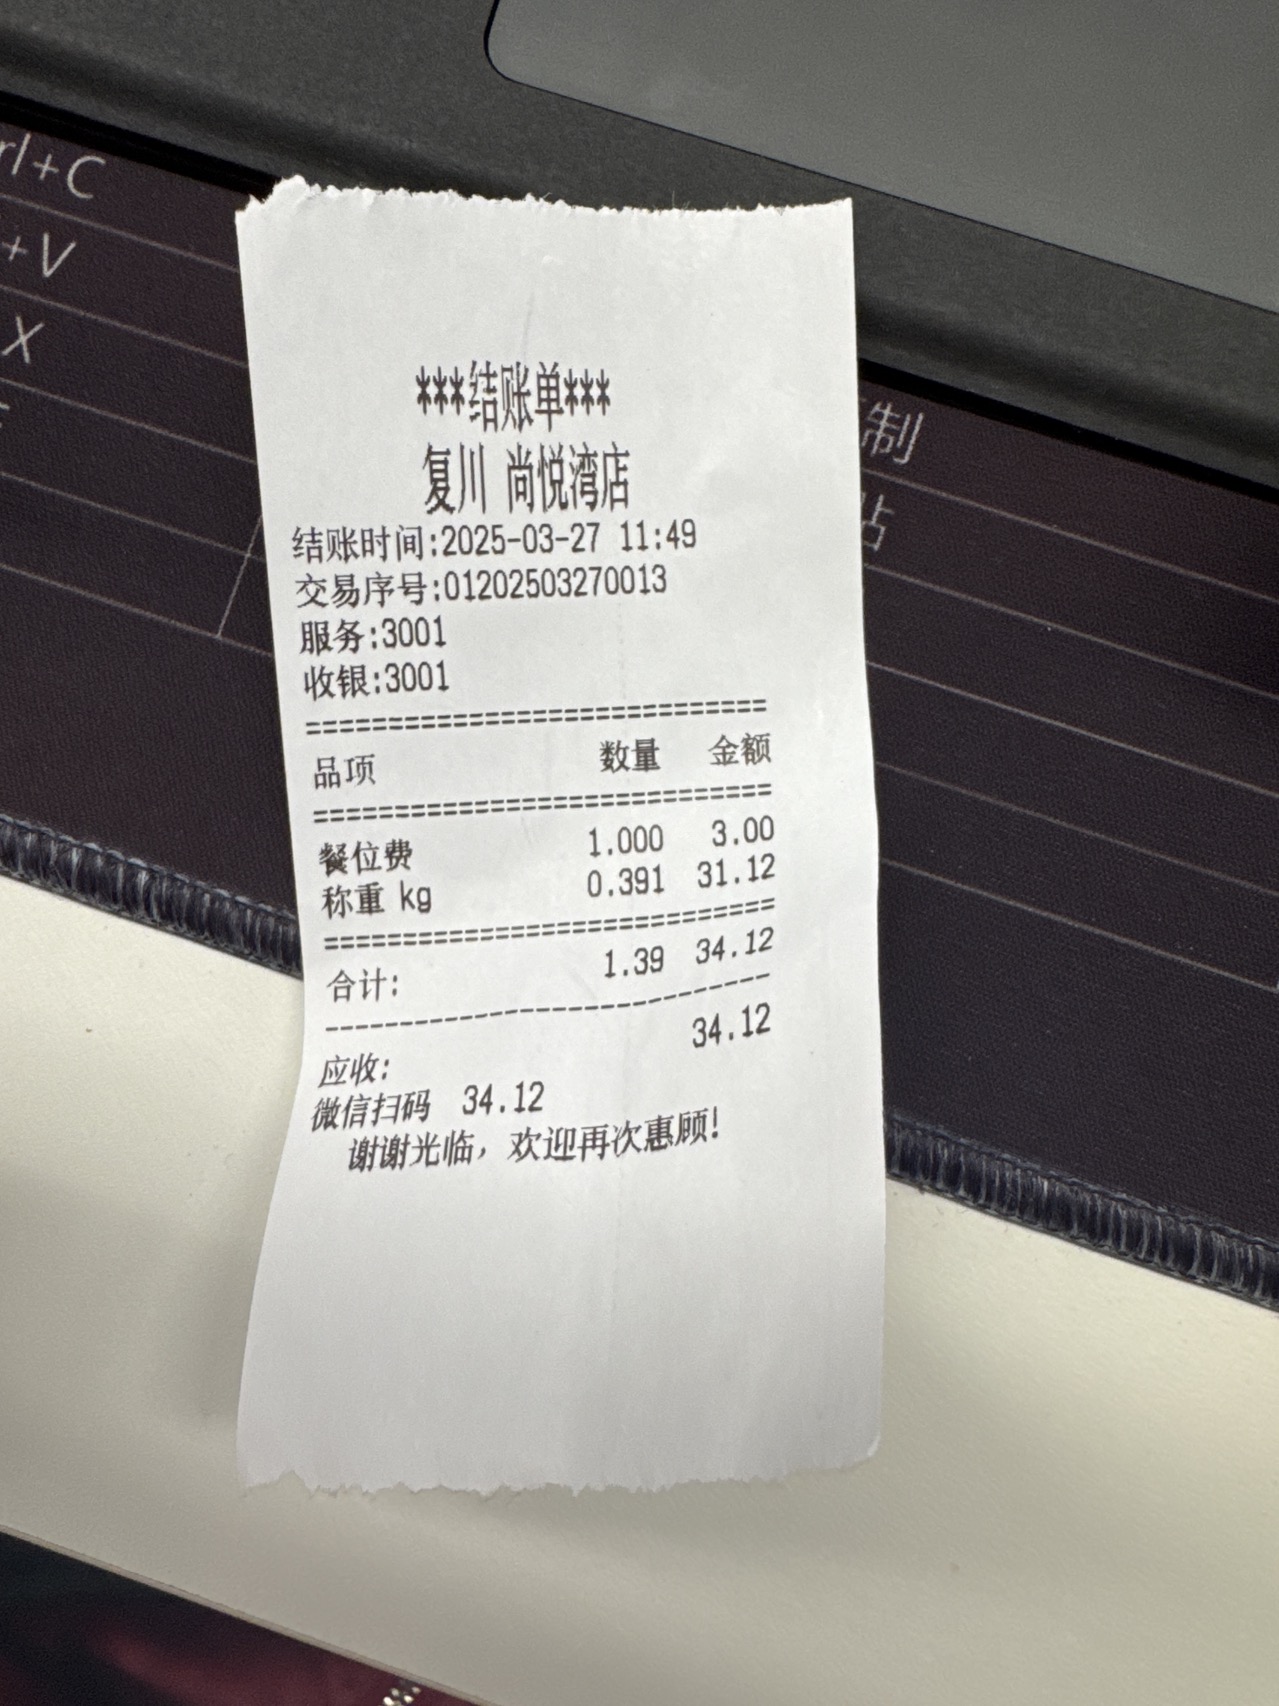 rl+C
+V
X
制
***结账单***
复川 尚悦湾店
结账时间:2025-03-27 11:49
交易序号:01202503270013
服务:3001
收银:3001
===========================
品项 数量 金额
===========================
餐位费 1.000 3.00
称重 kg 0.391 31.12
===========================
合计: 1.39 34.12
---------------------------
应收: 34.12
微信扫码 34.12
谢谢光临，欢迎再次惠顾!